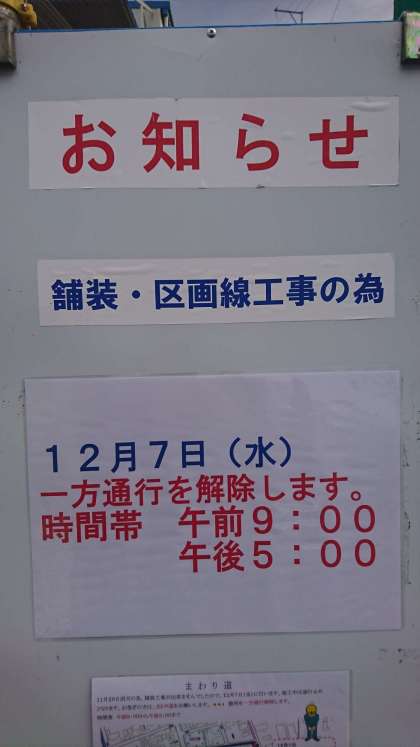 お知らせ
舗装・区画線工事の為
１２月７日（水）
一方通行を解除します。
時間帯　午前９：００
午後５：００
まわり道